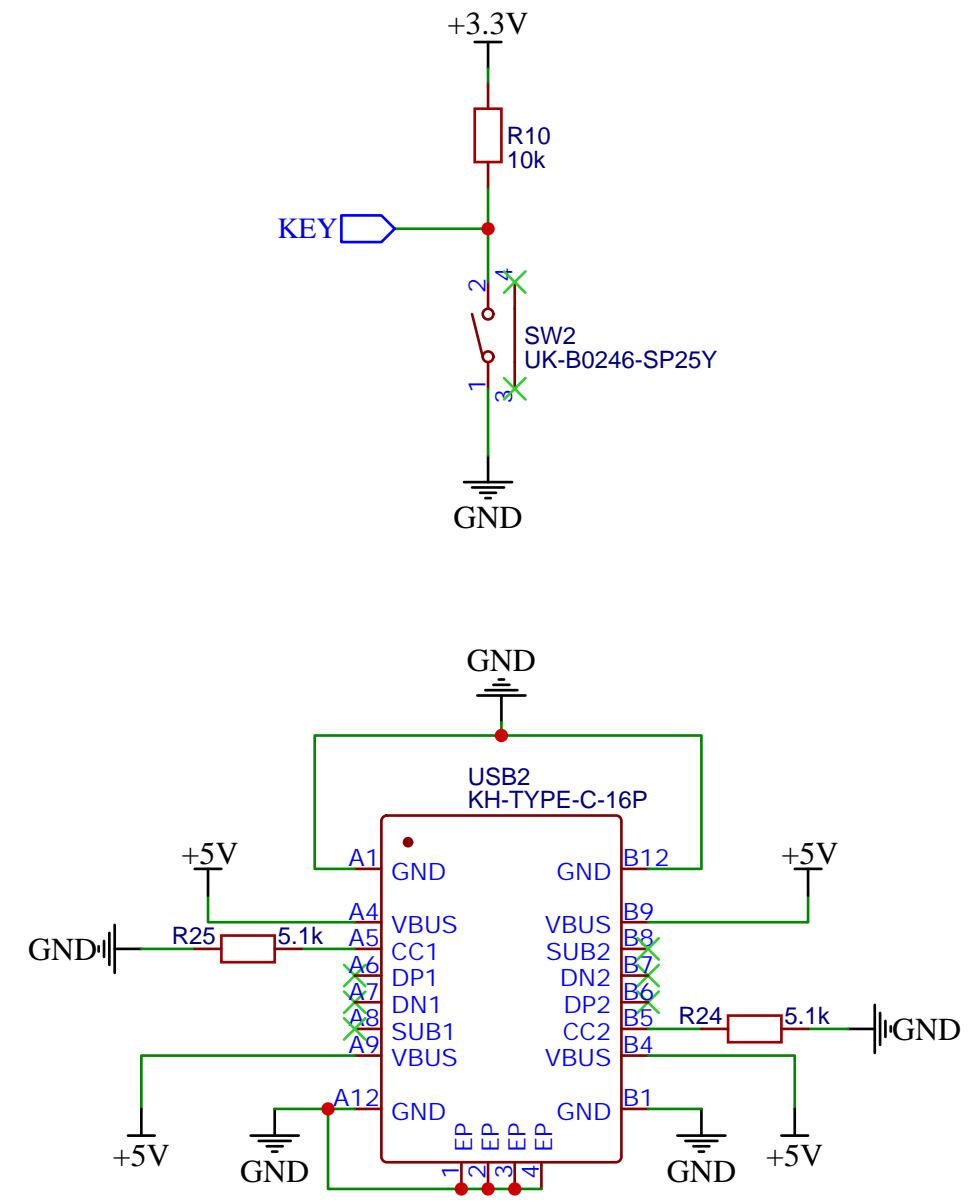 +3.3V
R10
10k
KEY
2
4
SW2
UK-B0246-SP25Y
1
3
GND
GND
USB2
KH-TYPE-C-16P
+5V
+5V
A1 GND
GND B12
A4 VBUS
VBUS B9
GND R25 5.1k A5 CC1
SUB2 B8
A6 DP1
DN2 B7
A7 DN1
DP2 B6
A8 SUB1
CC2 B5 R24 5.1k GND
A9 VBUS
VBUS B4
A12 GND
GND B1
EP EP EP EP
1 2 3 4
+5V
GND
GND
+5V